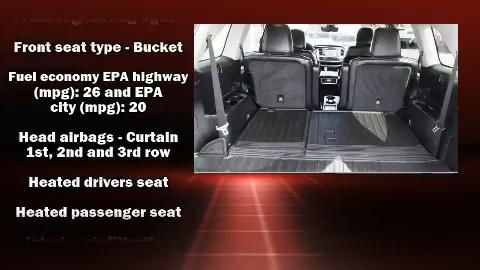 Front seat type - Bucket
Fuel economy EPA highway
(mpg): 26 and EPA
city (mpg): 20
Head airbags - Curtain
1st, 2nd and 3rd row
Heated drivers seat
Heated passenger seat